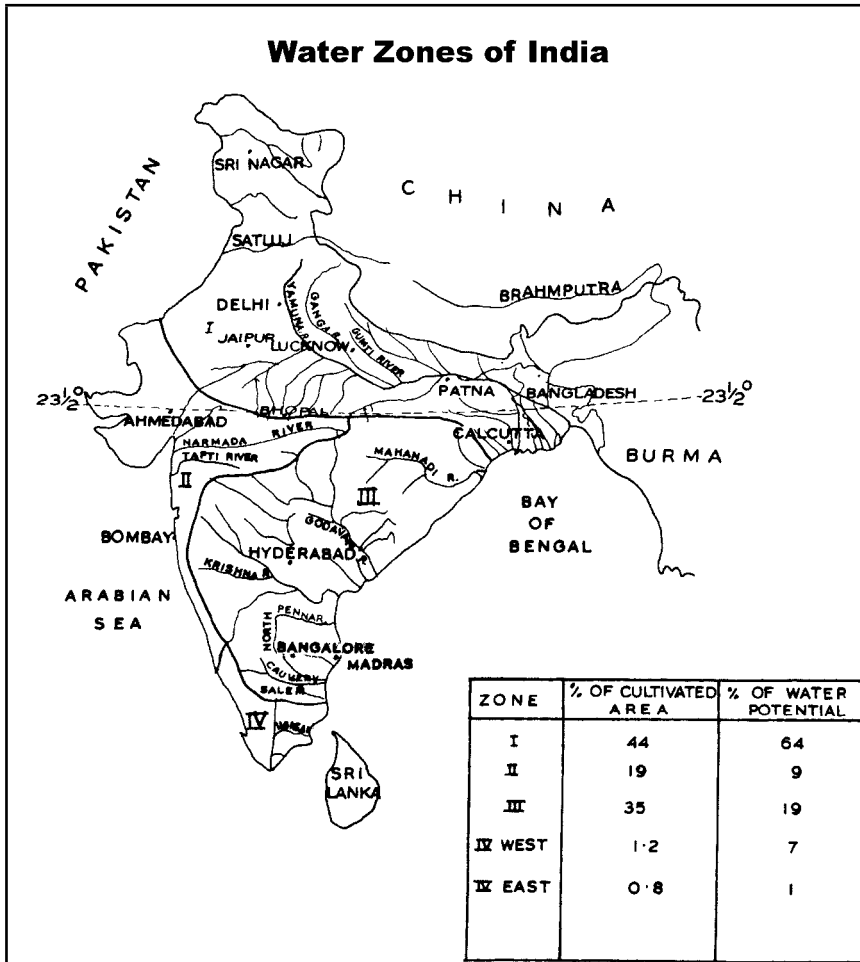 Water Zones of India
SRI NAGAR
PAKISTAN
CHINA
SATLUJ
BRAHMPUTRA
DELHI
YAMUNA R.
GANGA R.
GUMTI RIVER
I
JAIPUR
LUCKNOW
PATNA
BANGLADESH
23½°
23½°
AHMEDABAD
BHOPAL
CALCUTTA
NARMADA RIVER
TAPTI RIVER
MAHANADI R.
BURMA
II
III
BAY
OF
BENGAL
BOMBAY
GODAVARI R.
HYDERABAD
KRISHNA R.
ARABIAN
SEA
NORTH PENNAR
BANGALORE
MADRAS
CAUVERY
SALEM
IV
SRI
LANKA
ZONE % OF CULTIVATED AREA % OF WATER POTENTIAL
I 44 64
II 19 9
III 35 19
IV WEST 1·2 7
IV EAST 0·8 1